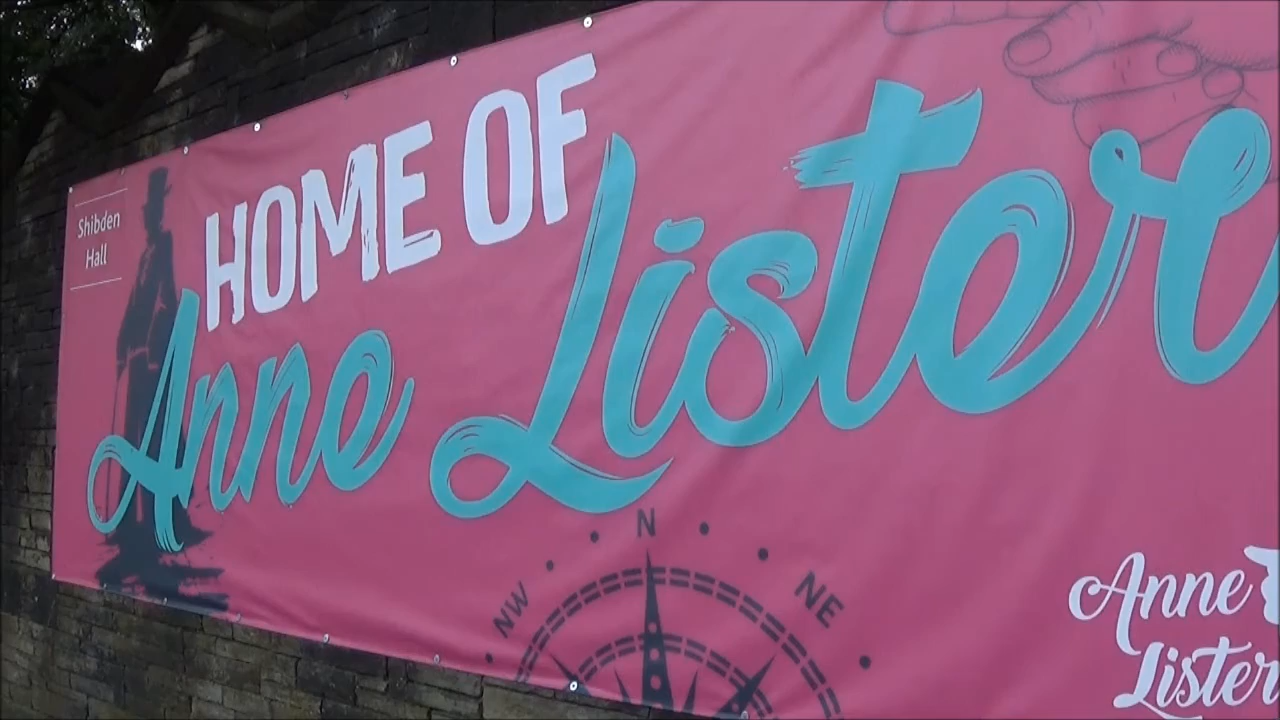 Shibden
Hall
HOME OF
Anne Lister
N
NW
NE
Anne
Lister